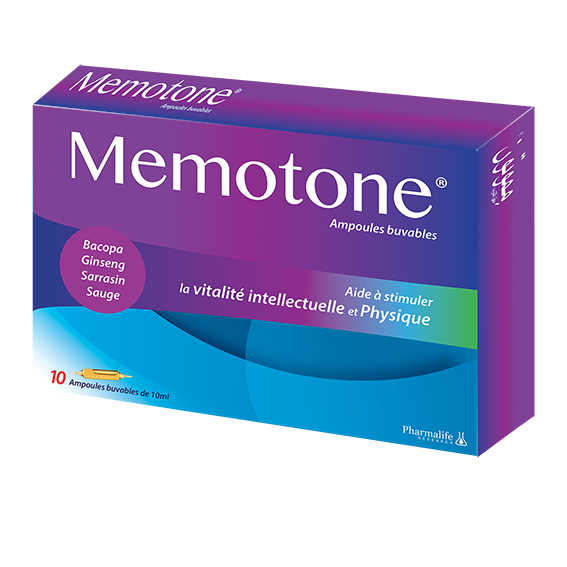 Memotone®
Ampoules buvables
Memotone®
Ampoules buvables
Bacopa
Ginseng
Sarrasin
Sauge
Aide à stimuler
la vitalité intellectuelle et Physique
10 Ampoules buvables de 10ml
Pharmalife
RESEARCH